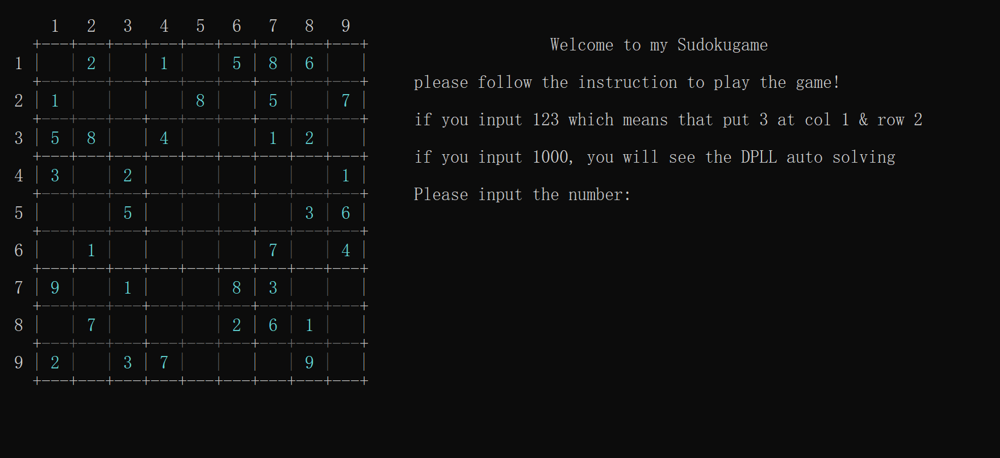 1 2 3 4 5 6 7 8 9
Welcome to my Sudokugame
1 2 1 5 8 6
please follow the instruction to play the game!
2 1 8 5 7
if you input 123 which means that put 3 at col 1 & row 2
3 5 8 4 1 2
if you input 1000, you will see the DPLL auto solving
4 3 2 1
Please input the number:
5 5 3 6
6 1 7 4
7 9 1 8 3
8 7 2 6 1
9 2 3 7 9